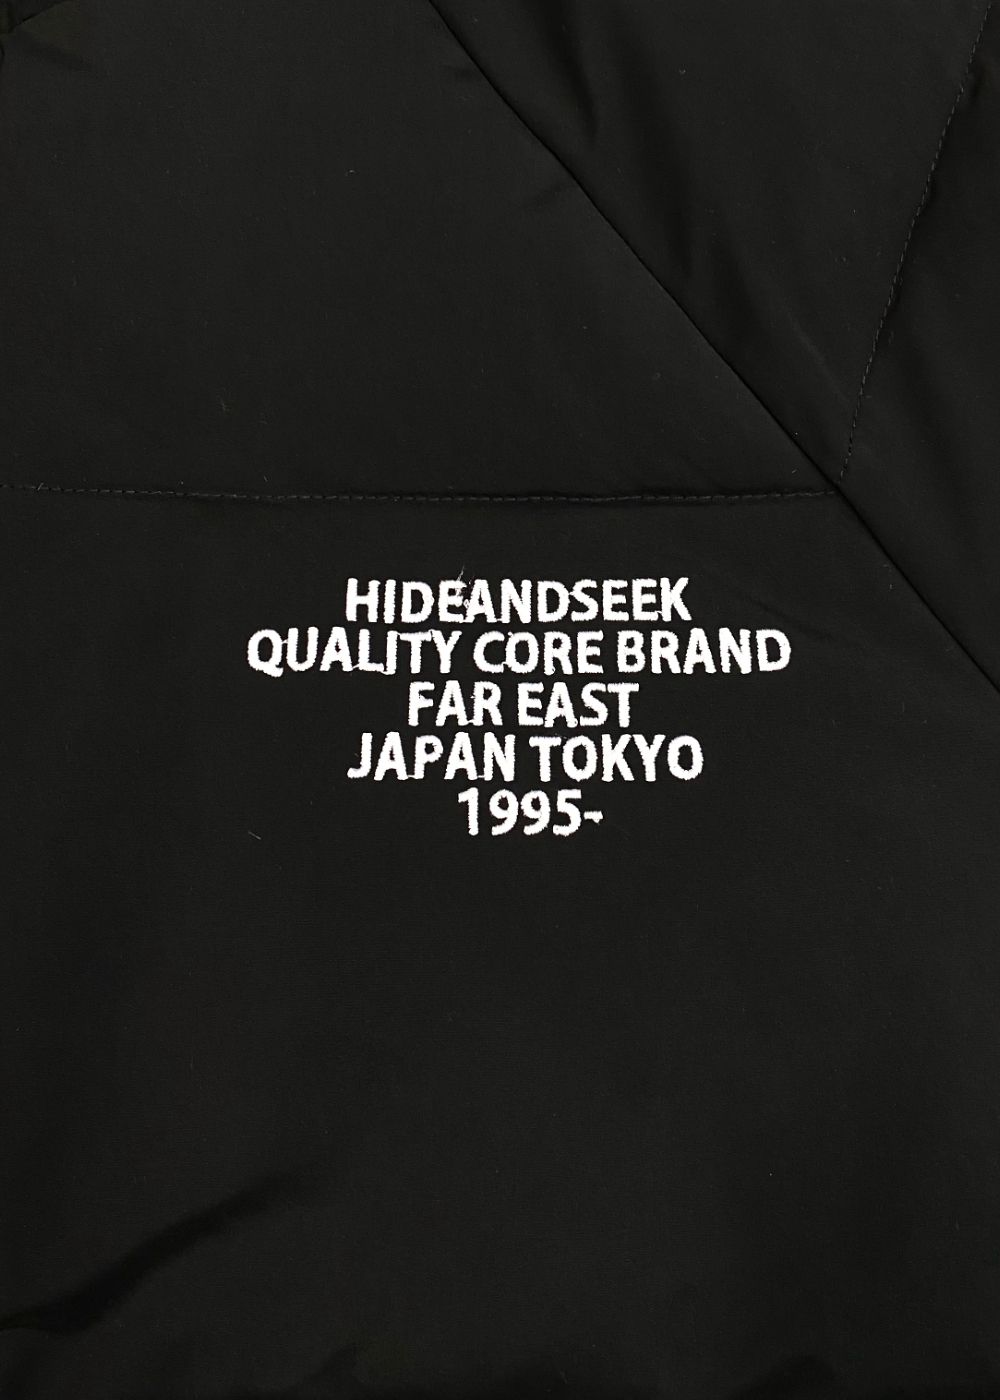 HIDEANDSEEK
QUALITY CORE BRAND
FAR EAST
JAPAN TOKYO
1995-